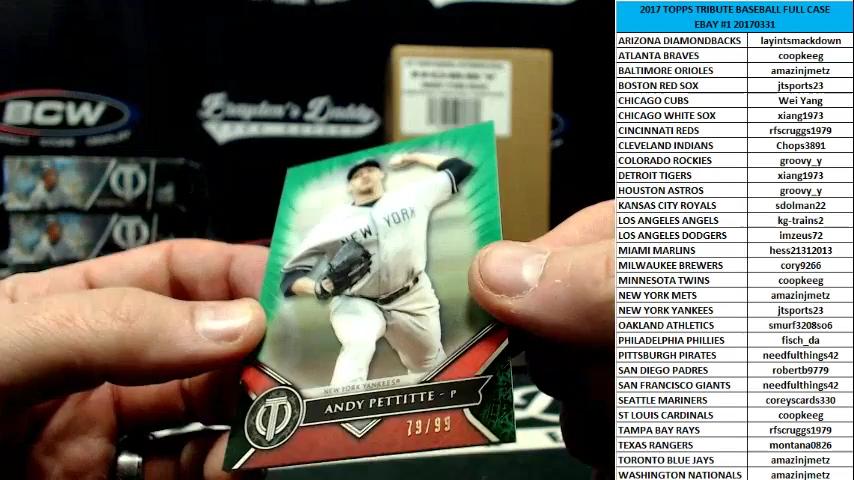 BCW
Brayden's Daddy
NEW YORK
NEW YORK YANKEES
ANDY PETTITTE - P
79/99
2017 TOPPS TRIBUTE BASEBALL FULL CASE
EBAY #1 20170331
ARIZONA DIAMONDBACKS layintsmackdown
ATLANTA BRAVES coopkeeg
BALTIMORE ORIOLES amazinjmetz
BOSTON RED SOX jtsports23
CHICAGO CUBS Wei Yang
CHICAGO WHITE SOX xiang1973
CINCINNATI REDS rfscruggs1979
CLEVELAND INDIANS Chops3891
COLORADO ROCKIES groovy_y
DETROIT TIGERS xiang1973
HOUSTON ASTROS groovy_y
KANSAS CITY ROYALS sdolman22
LOS ANGELES ANGELS kg-trains2
LOS ANGELES DODGERS imzeus72
MIAMI MARLINS hess21312013
MILWAUKEE BREWERS cory9266
MINNESOTA TWINS coopkeeg
NEW YORK METS amazinjmetz
NEW YORK YANKEES jtsports23
OAKLAND ATHLETICS smurf3208so6
PHILADELPHIA PHILLIES fisch_da
PITTSBURGH PIRATES needfulthings42
SAN DIEGO PADRES robertb9779
SAN FRANCISCO GIANTS needfulthings42
SEATTLE MARINERS coreyscards330
ST LOUIS CARDINALS coopkeeg
TAMPA BAY RAYS rfscruggs1979
TEXAS RANGERS montana0826
TORONTO BLUE JAYS amazinjmetz
WASHINGTON NATIONALS amazinjmetz